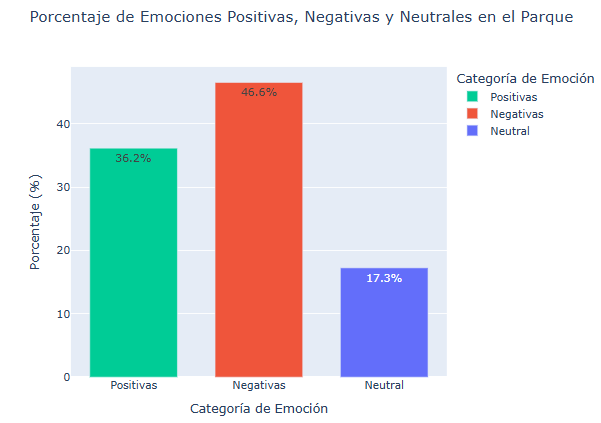 Porcentaje de Emociones Positivas, Negativas y Neutrales en el Parque
Categoría de Emoción
Positivas
Negativas
Neutral
Porcentaje (%)
40
30
20
10
0
36.2%
46.6%
17.3%
Positivas
Negativas
Neutral
Categoría de Emoción